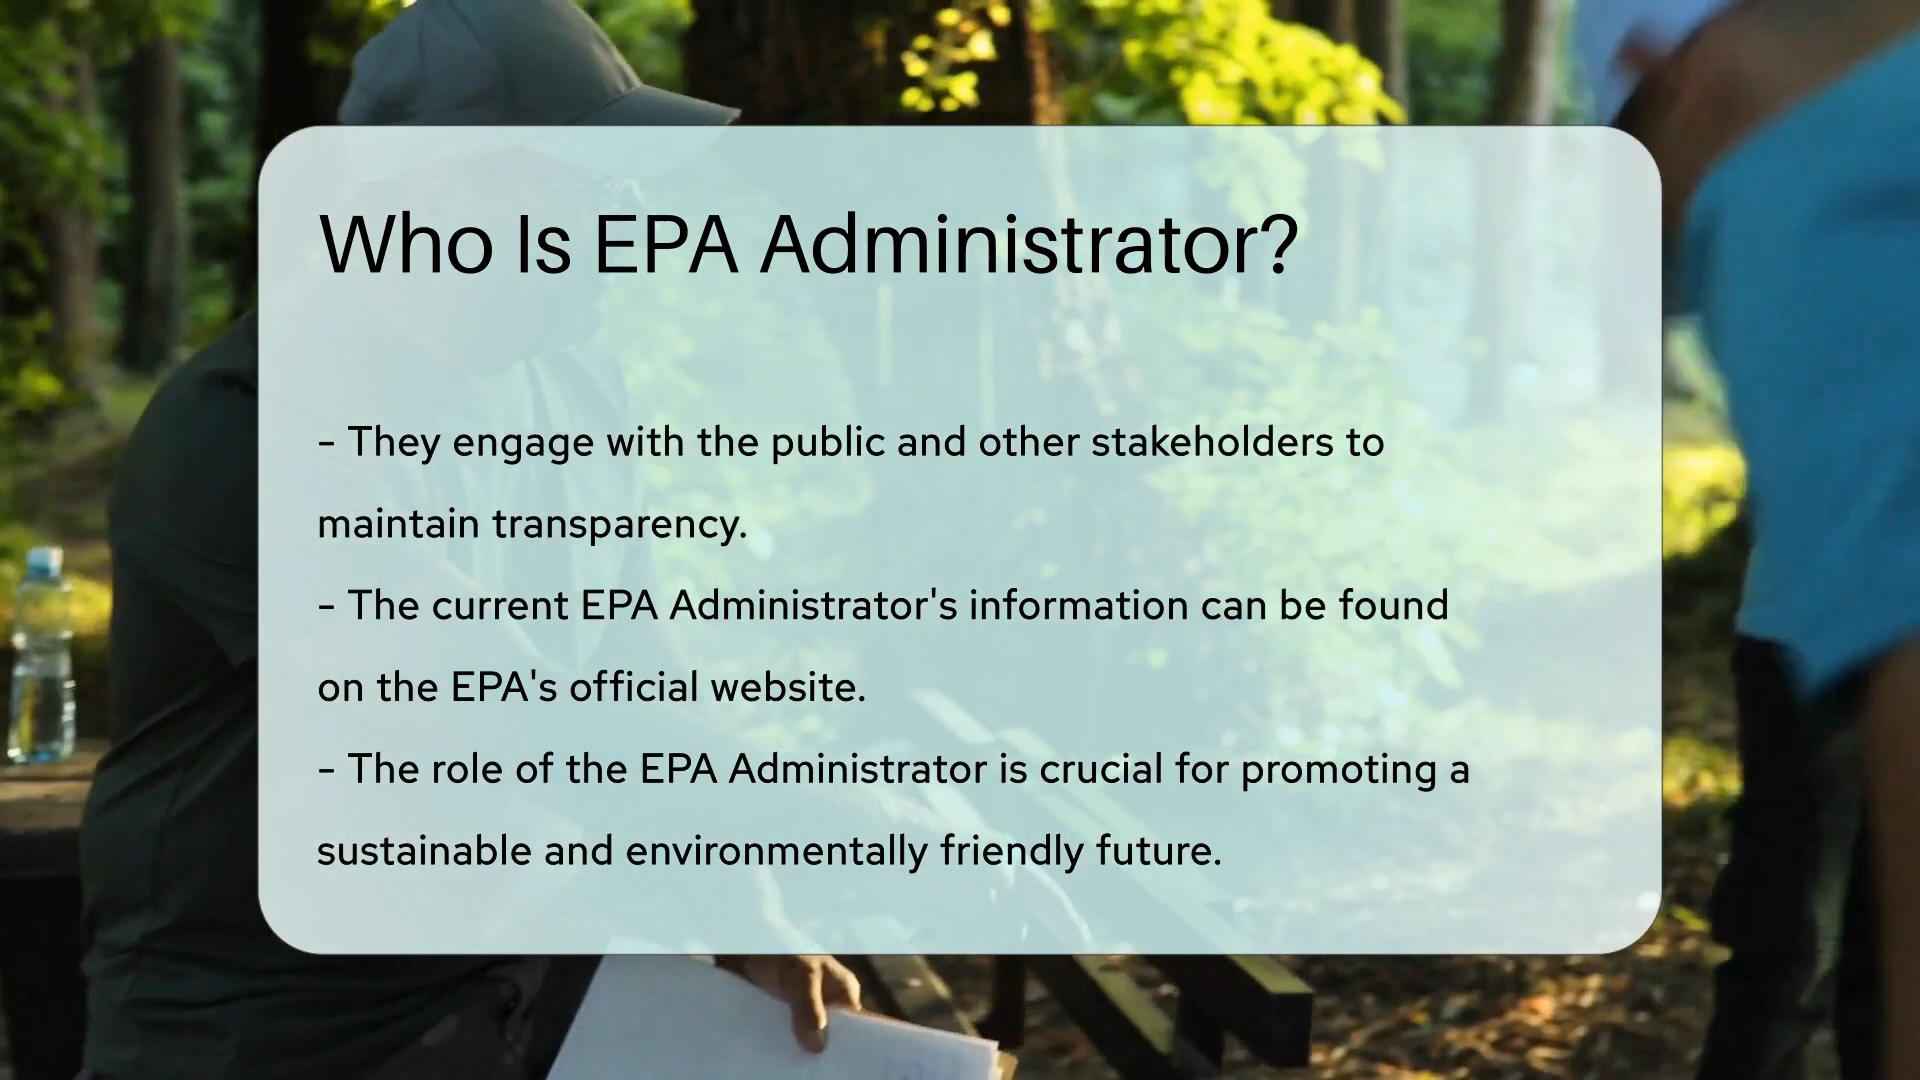 Who Is EPA Administrator?
- They engage with the public and other stakeholders to
maintain transparency.
- The current EPA Administrator's information can be found
on the EPA's official website.
- The role of the EPA Administrator is crucial for promoting a
sustainable and environmentally friendly future.